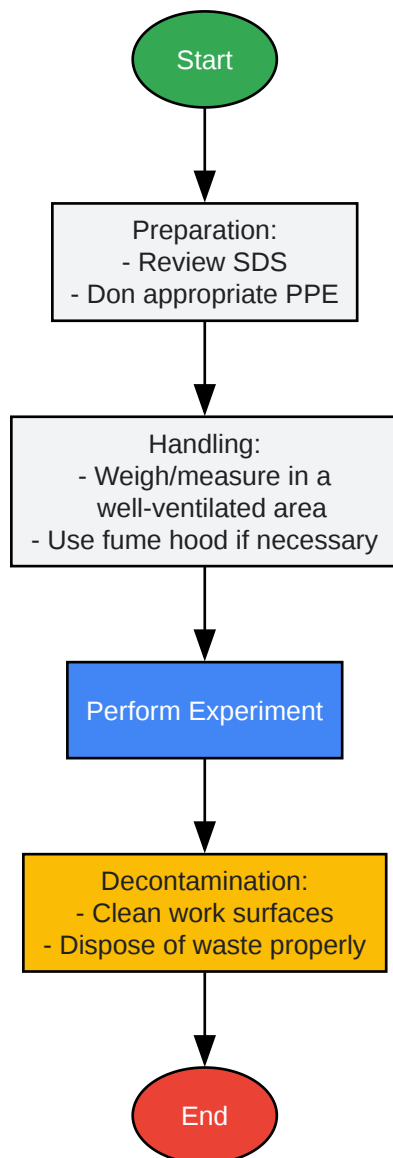 Start
Preparation:
- Review SDS
- Don appropriate PPE
Handling:
- Weigh/measure in a
well-ventilated area
- Use fume hood if necessary
Perform Experiment
Decontamination:
- Clean work surfaces
- Dispose of waste properly
End